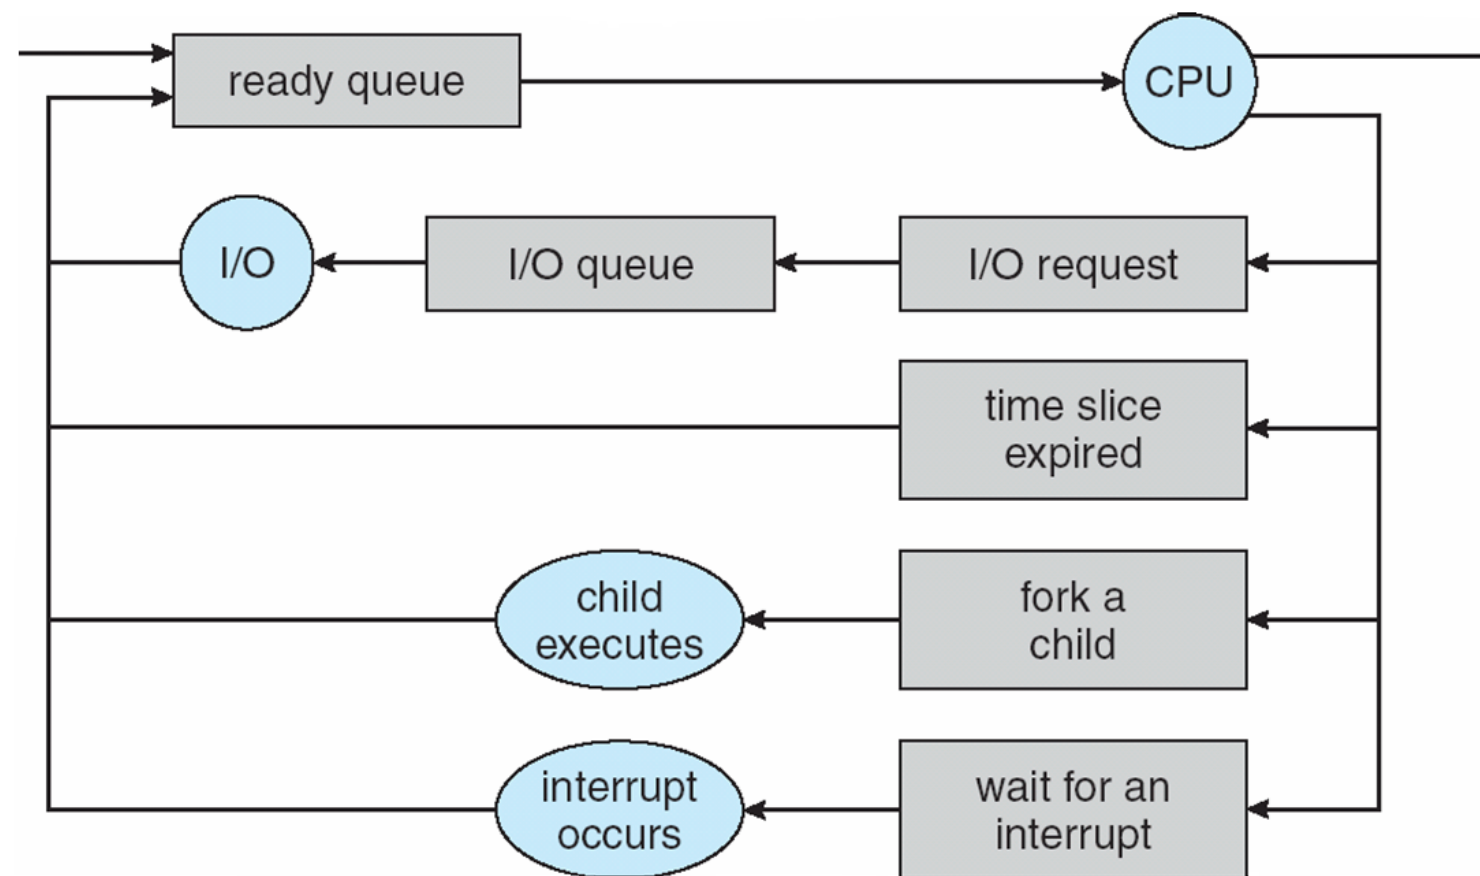 ready queue
CPU
I/O
I/O queue
I/O request
time slice
expired
child
executes
fork a
child
interrupt
occurs
wait for an
interrupt